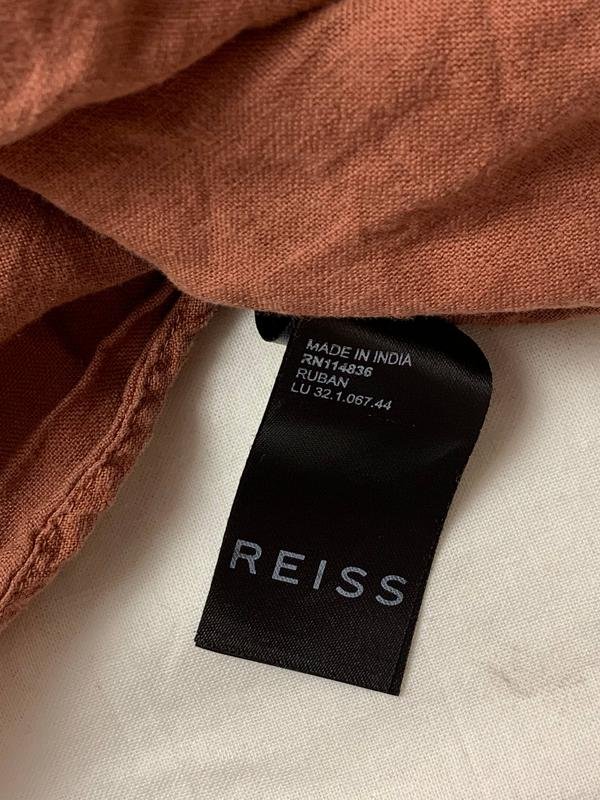 MADE IN INDIA
RN114836
RUBAN
LU 32.1.067.44
REISS